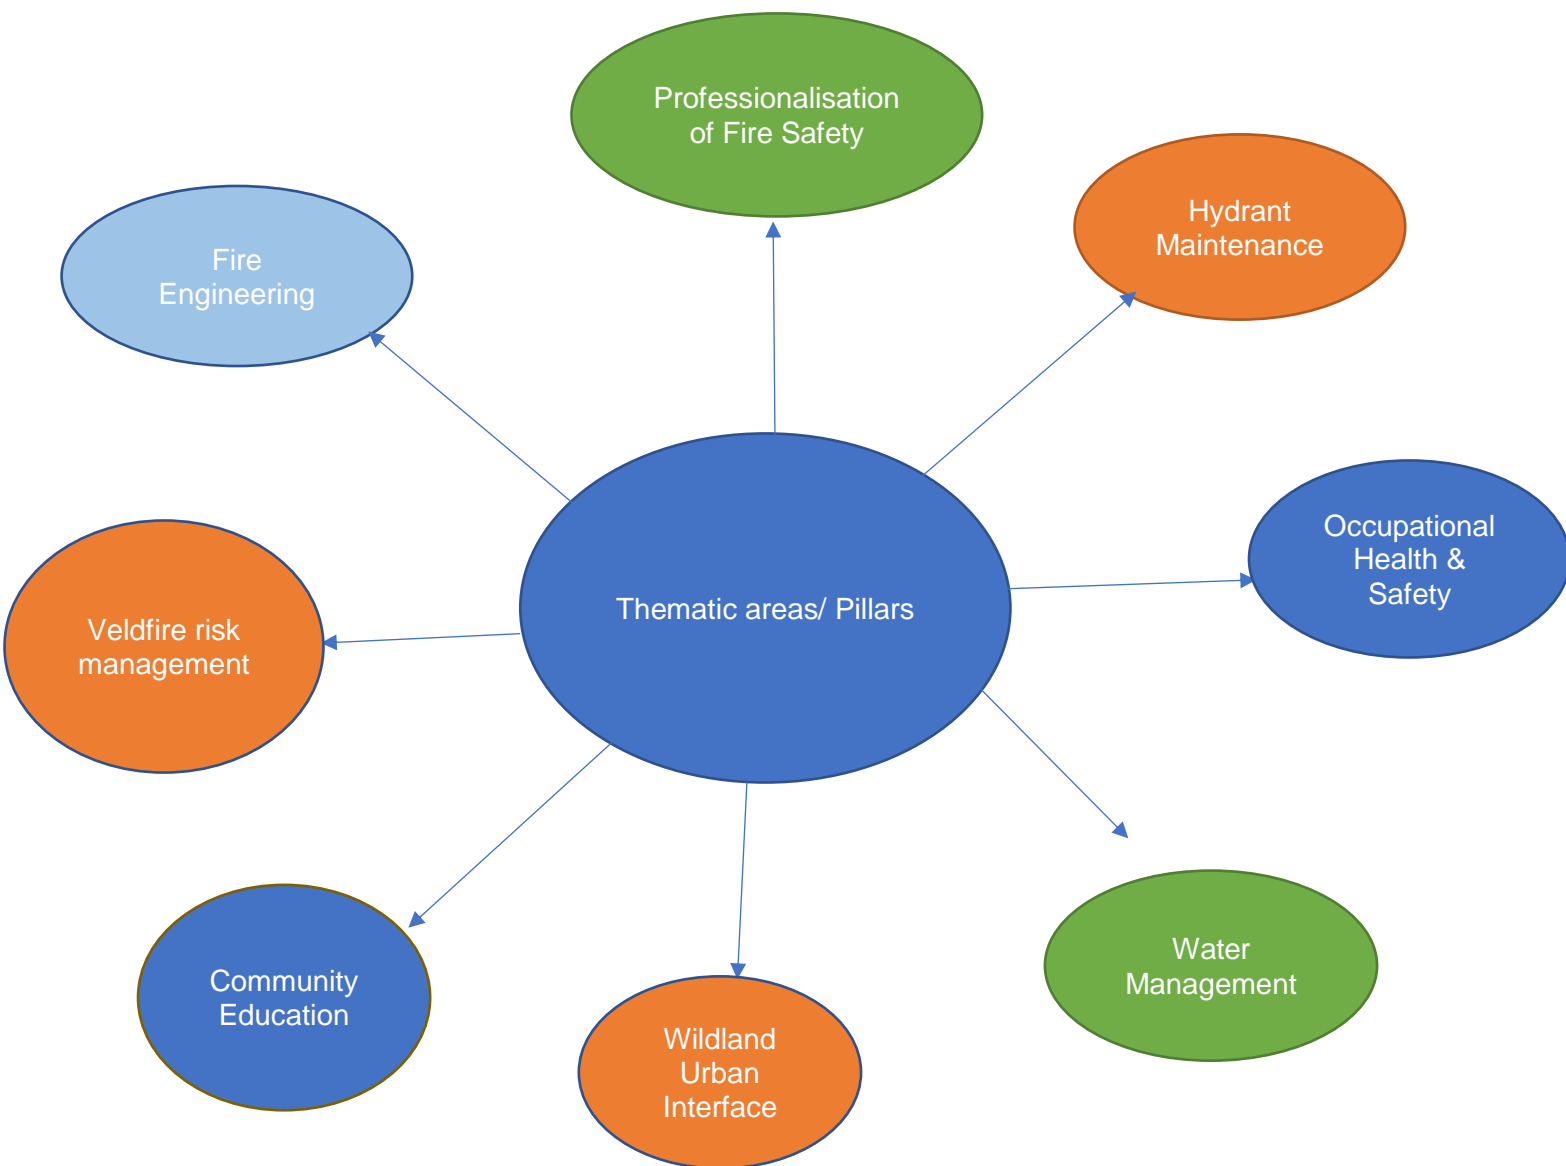 Professionalisation
of Fire Safety
Hydrant
Maintenance
Fire
Engineering
Occupational
Health &
Safety
Thematic areas/ Pillars
Veldfire risk
management
Water
Management
Community
Education
Wildland
Urban
Interface